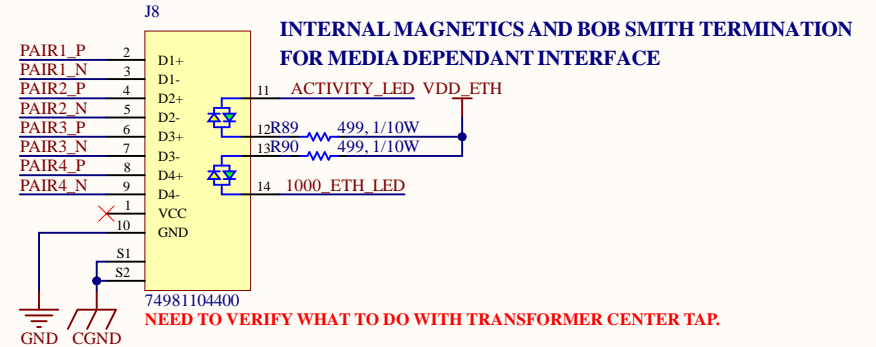 J8
INTERNAL MAGNETICS AND BOB SMITH TERMINATION
FOR MEDIA DEPENDANT INTERFACE
PAIR1_P 2 D1+
PAIR1_N 3 D1-
PAIR2_P 4 D2+
PAIR2_N 5 D2-
PAIR3_P 6 D3+
PAIR3_N 7 D3-
PAIR4_P 8 D4+
PAIR4_N 9 D4-
1 VCC
10 GND
S1
S2
11 ACTIVITY_LED VDD_ETH
12 R89 499, 1/10W
13 R90 499, 1/10W
14 1000_ETH_LED
74981104400
NEED TO VERIFY WHAT TO DO WITH TRANSFORMER CENTER TAP.
GND CGND